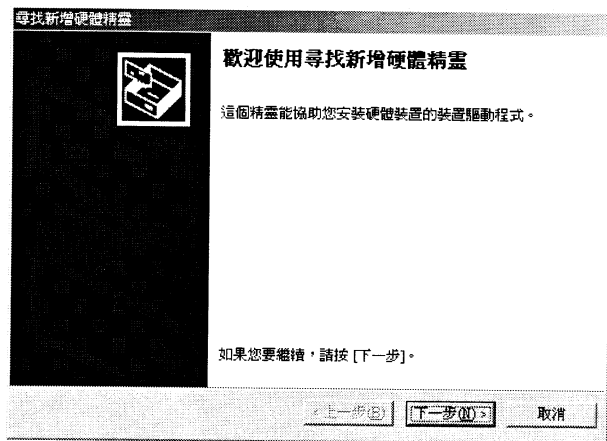 尋找新增硬體精靈
歡迎使用尋找新增硬體精靈
這個精靈能協助您安裝硬體裝置的裝置驅動程式。
如果您要繼續，請按 [下一步]。
< 上一步(B) 下一步(N) > 取消